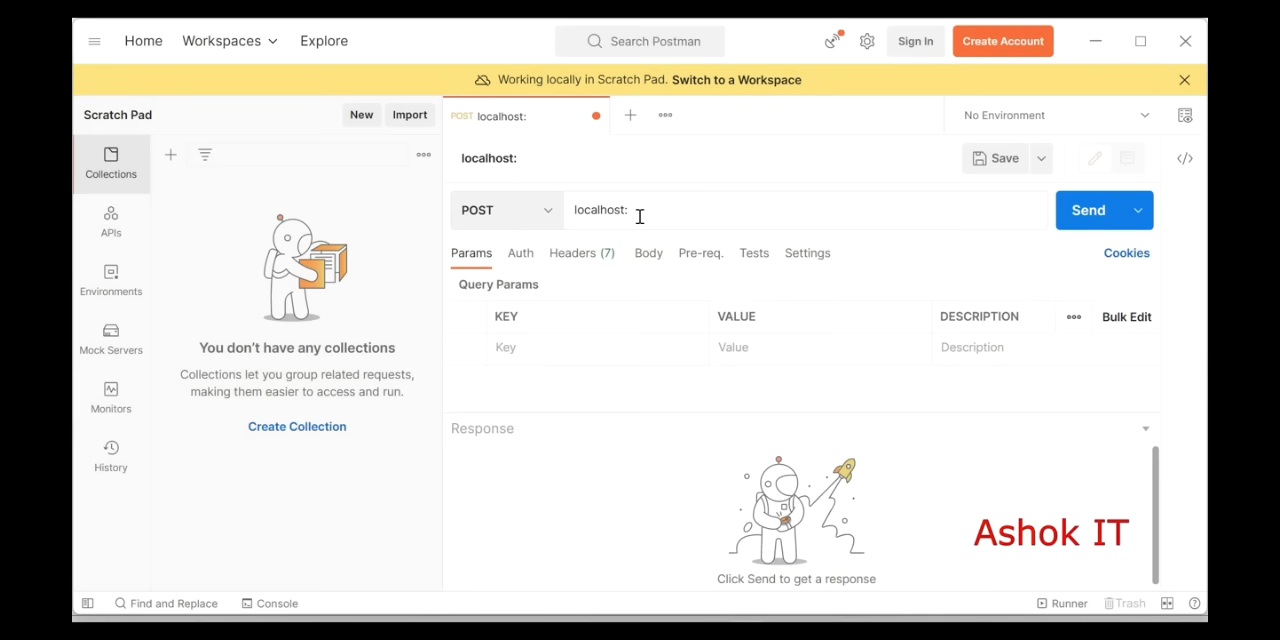 Home Workspaces Explore Search Postman Sign In Create Account
Working locally in Scratch Pad. Switch to a Workspace
Scratch Pad New Import POST localhost: No Environment
Collections
APIs
Environments
Mock Servers
Monitors
History
You don't have any collections
Collections let you group related requests,
making them easier to access and run.
Create Collection
localhost: Save
POST localhost: Send
Params Auth Headers (7) Body Pre-req. Tests Settings Cookies
Query Params
KEY VALUE DESCRIPTION Bulk Edit
Key Value Description
Response
Ashok IT
Click Send to get a response
Find and Replace Console Runner Trash